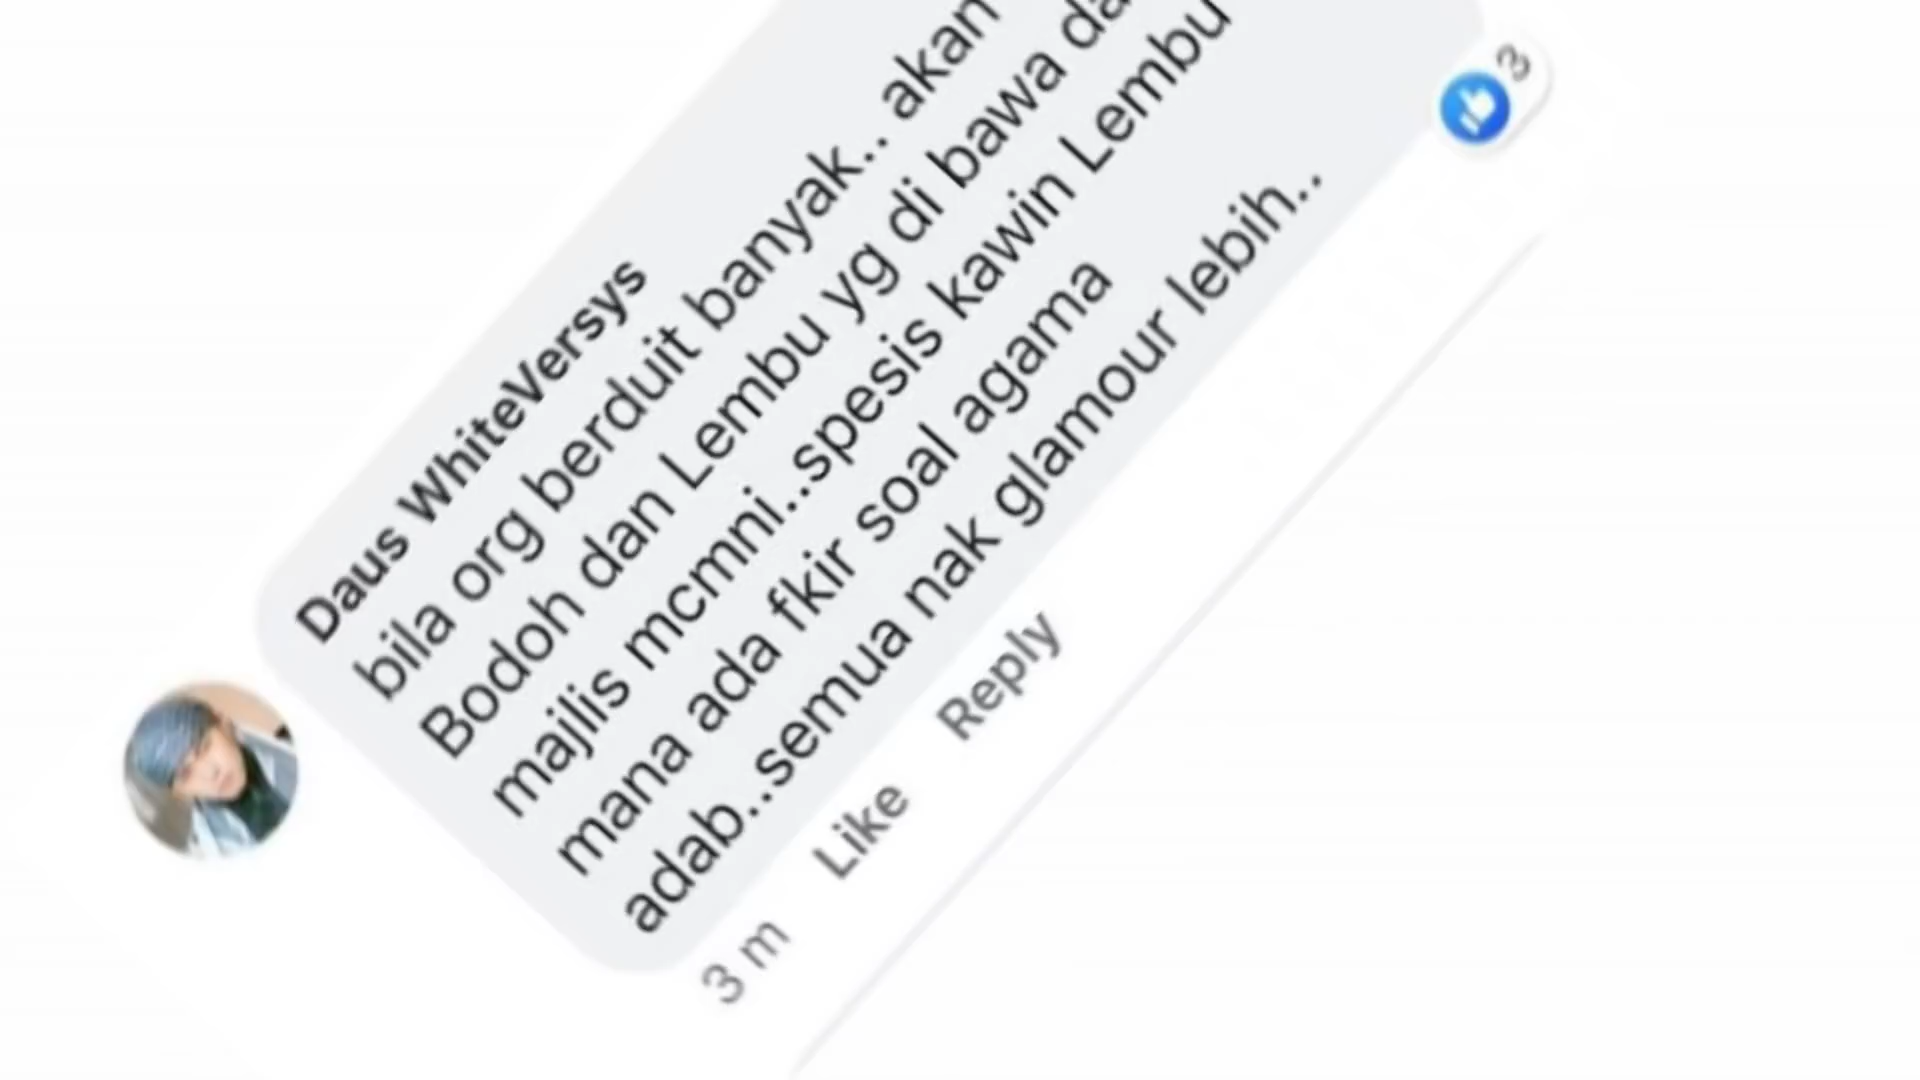 Daus WhiteVersys
bila org berduit banyak.. akan
Bodoh dan Lembu yg di bawa
majlis mcmni..spesis kawin Lembu
mana ada fkir soal agama
adab..semua nak glamour lebih..
3 m Like Reply
3